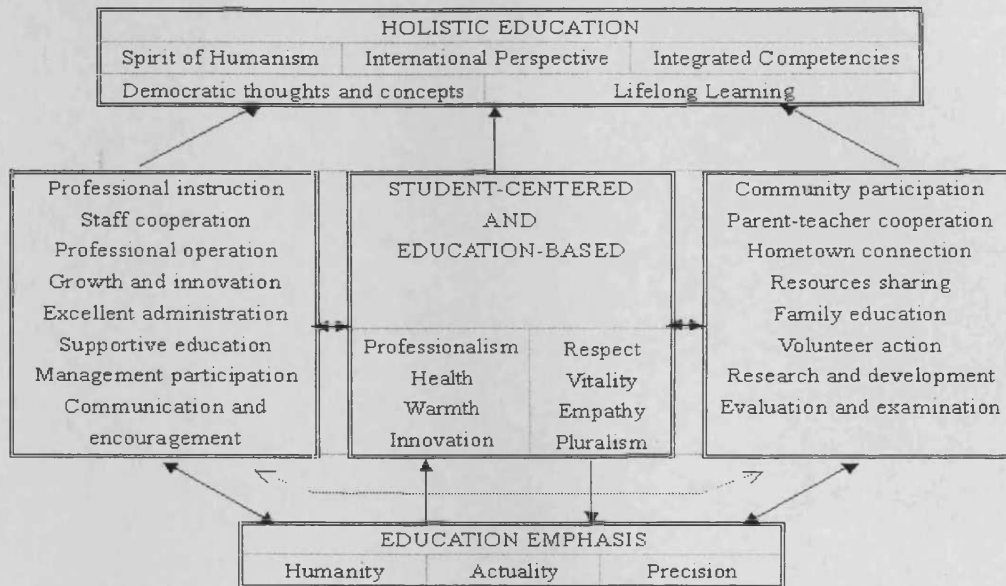 HOLISTIC EDUCATION
Spirit of Humanism International Perspective Integrated Competencies
Democratic thoughts and concepts Lifelong Learning
Professional instruction
Staff cooperation
Professional operation
Growth and innovation
Excellent administration
Supportive education
Management participation
Communication and
encouragement
STUDENT-CENTERED
AND
EDUCATION-BASED
Professionalism
Health
Warmth
Innovation
Respect
Vitality
Empathy
Pluralism
Community participation
Parent-teacher cooperation
Hometown connection
Resources sharing
Family education
Volunteer action
Research and development
Evaluation and examination
EDUCATION EMPHASIS
Humanity Actuality Precision